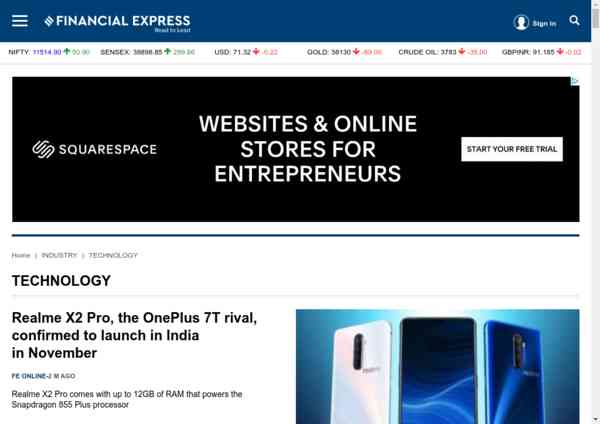 FINANCIAL EXPRESS
Read to Lead
Sign In
NIFTY: 11514.90 50.90 SENSEX: 38898.85 299.86 USD: 71.32 -0.22 GOLD: 38130 -89.00 CRUDE OIL: 3783 -35.00 GBPINR: 91.185 -0.02
SQUARESPACE
WEBSITES & ONLINE
STORES FOR
ENTREPRENEURS
START YOUR FREE TRIAL
Home | INDUSTRY | TECHNOLOGY
TECHNOLOGY
Realme X2 Pro, the OnePlus 7T rival,
confirmed to launch in India
in November
FE ONLINE-2 M AGO
Realme X2 Pro comes with up to 12GB of RAM that powers the
Snapdragon 855 Plus processor